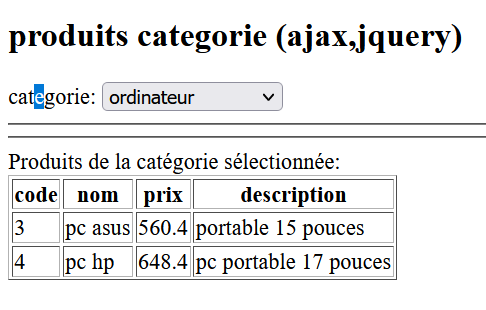 produits categorie (ajax,jquery)
categorie: ordinateur
Produits de la catégorie sélectionnée:
code nom prix description
3 pc asus 560.4 portable 15 pouces
4 pc hp 648.4 pc portable 17 pouces